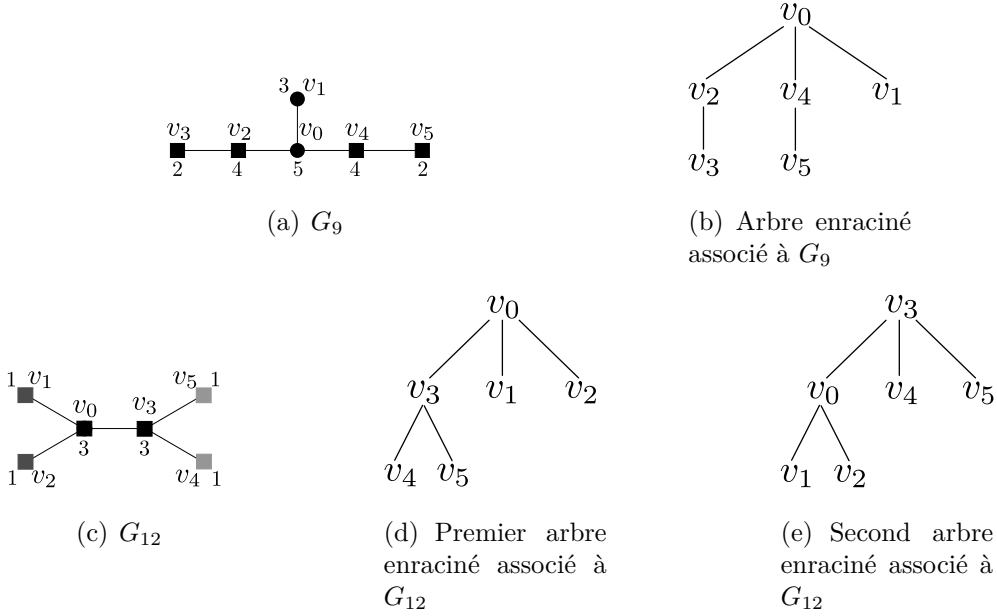 v0
3 v1
v3 v2 v0 v4 v5
2 4 5 4 2
v2 v4 v1
v3 v5
(a) G9
(b) Arbre enraciné
associé à G9
v0
v3
1 v1 v5 1
v0 v3
3 3
1 v2 v4 1
v3 v1 v2
v4 v5
v0 v4 v5
v1 v2
(c) G12
(d) Premier arbre
enraciné associé à
G12
(e) Second arbre
enraciné associé à
G12